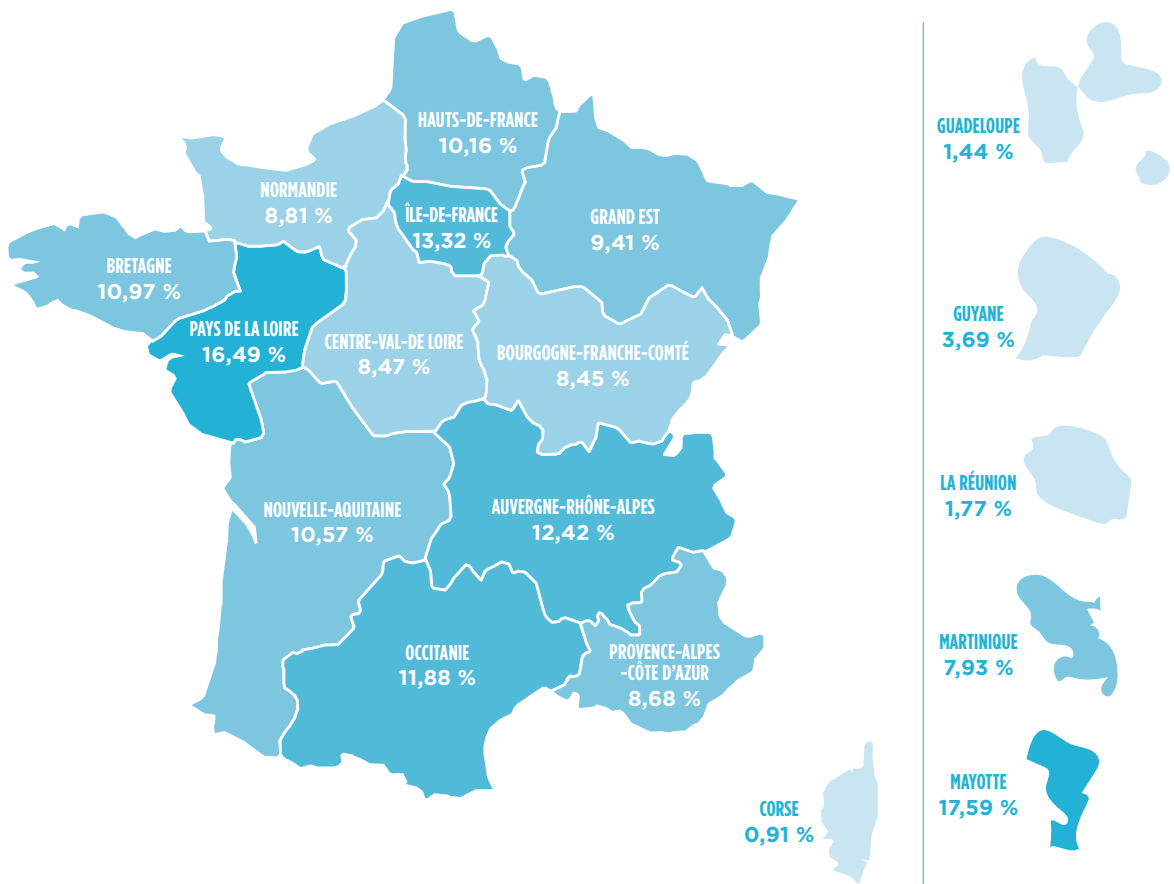 HAUTS-DE-FRANCE
10,16 %
NORMANDIE
8,81 %
ÎLE-DE-FRANCE
13,32 %
GRAND EST
9,41 %
BRETAGNE
10,97 %
PAYS DE LA LOIRE
16,49 %
CENTRE-VAL-DE LOIRE
8,47 %
BOURGOGNE-FRANCHE-COMTÉ
8,45 %
NOUVELLE-AQUITAINE
10,57 %
AUVERGNE-RHÔNE-ALPES
12,42 %
OCCITANIE
11,88 %
PROVENCE-ALPES
-CÔTE D'AZUR
8,68 %
CORSE
0,91 %
GUADELOUPE
1,44 %
GUYANE
3,69 %
LA RÉUNION
1,77 %
MARTINIQUE
7,93 %
MAYOTTE
17,59 %